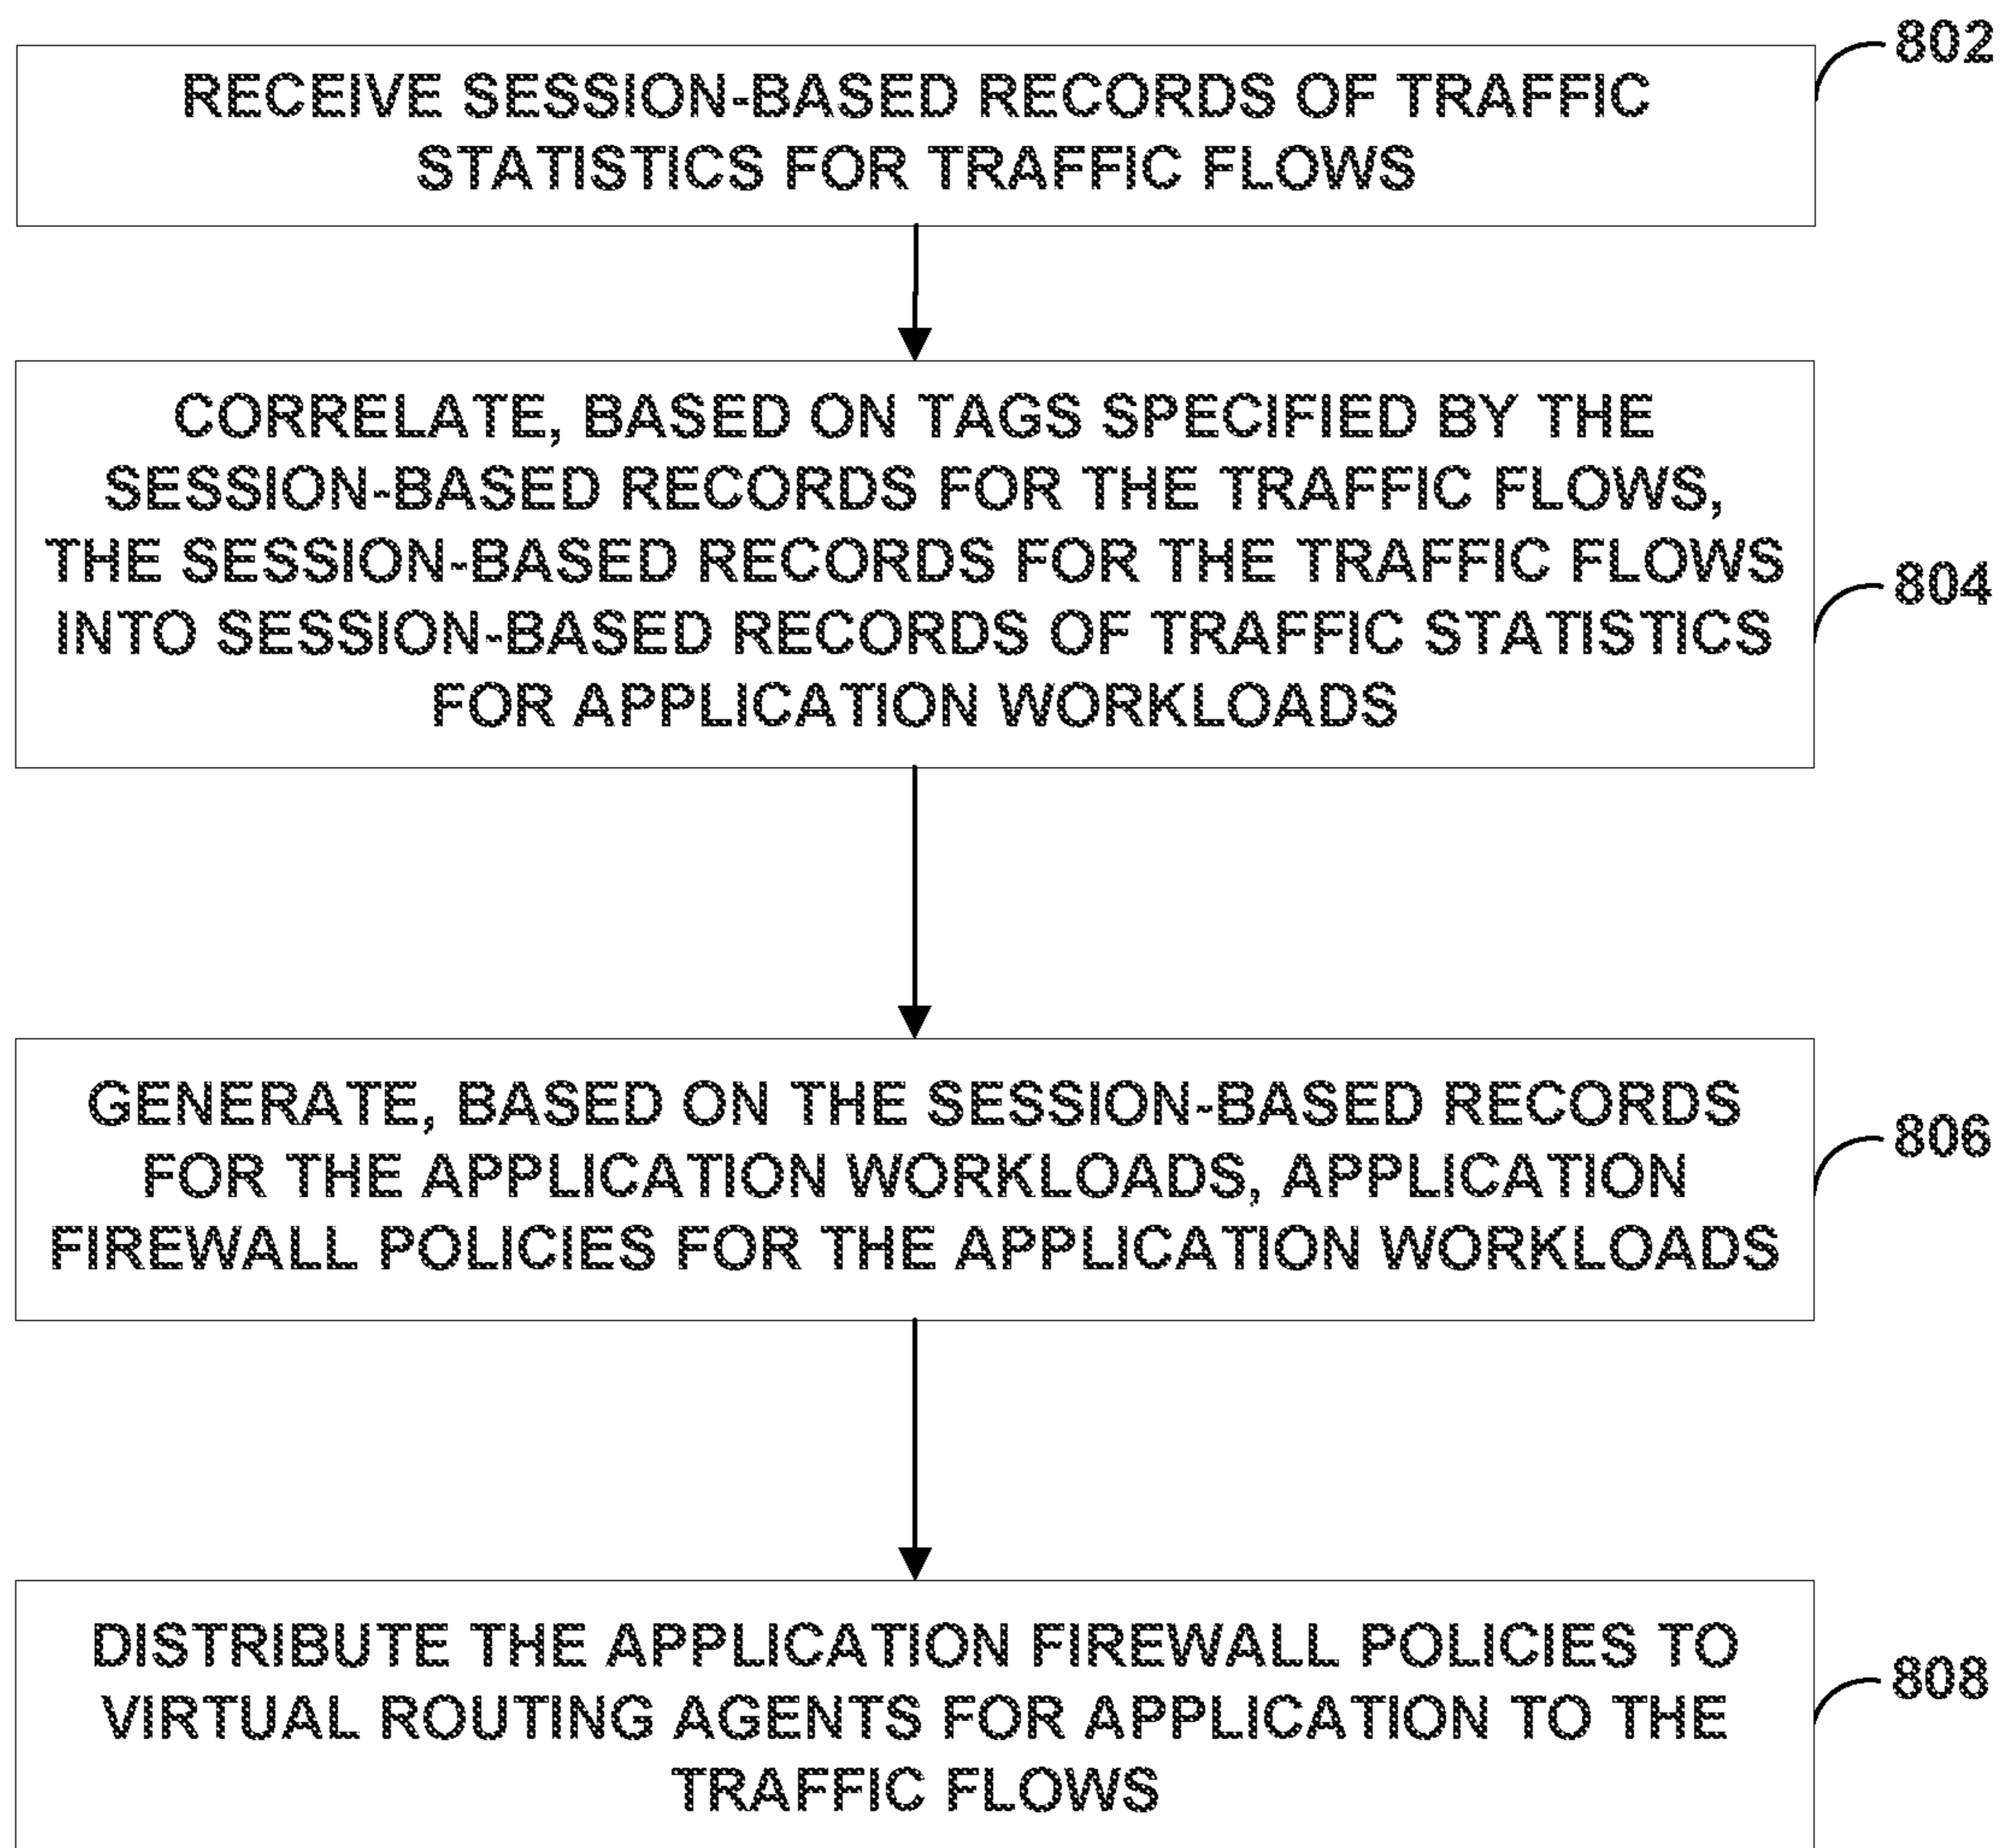 802
RECEIVE SESSION-BASED RECORDS OF TRAFFIC
STATISTICS FOR TRAFFIC FLOWS
CORRELATE, BASED ON TAGS SPECIFIED BY THE
SESSION-BASED RECORDS FOR THE TRAFFIC FLOWS,
THE SESSION-BASED RECORDS FOR THE TRAFFIC FLOWS
804
INTO SESSION-BASED RECORDS OF TRAFFIC STATISTICS
FOR APPLICATION WORKLOADS
GENERATE, BASED ON THE SESSION-BASED RECORDS
806
FOR THE APPLICATION WORKLOADS, APPLICATION
FIREWALL POLICIES FOR THE APPLICATION WORKLOADS
DISTRIBUTE THE APPLICATION FIREWALL POLICIES TO
808
VIRTUAL ROUTING AGENTS FOR APPLICATION TO THE
TRAFFIC FLOWS